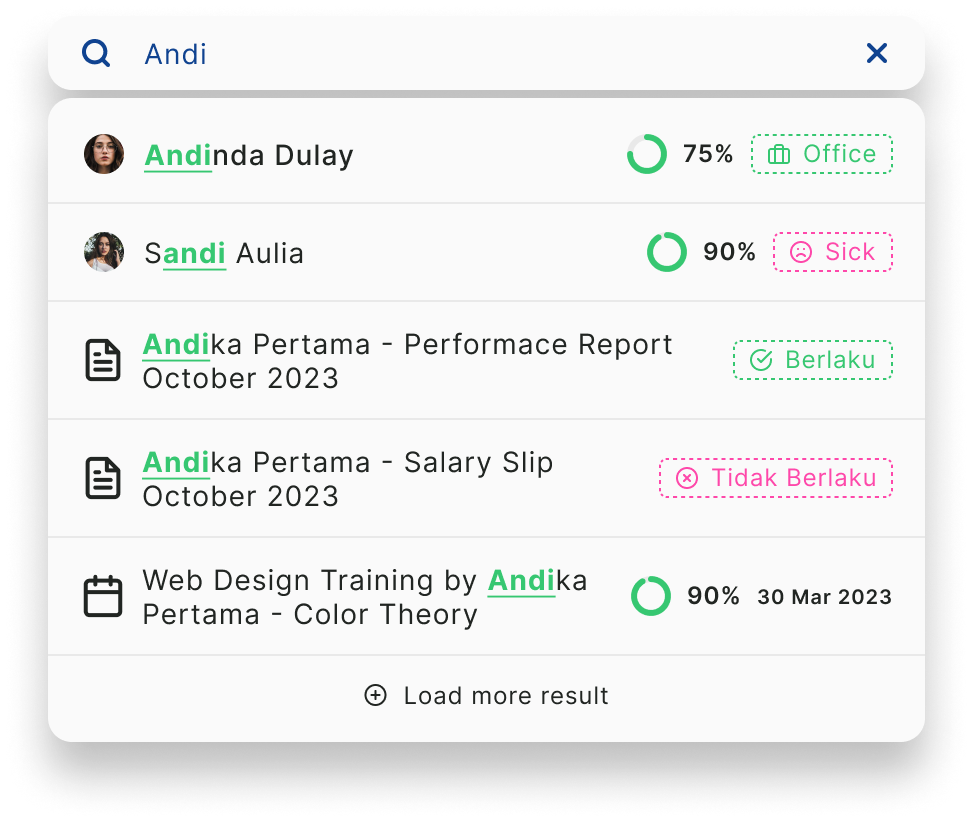 Andi
Andinda Dulay 75% Office
Sandi Aulia 90% Sick
Andika Pertama - Performace Report
October 2023
Berlaku
Andika Pertama - Salary Slip
October 2023
Tidak Berlaku
Web Design Training by Andika
Pertama - Color Theory
90% 30 Mar 2023
Load more result